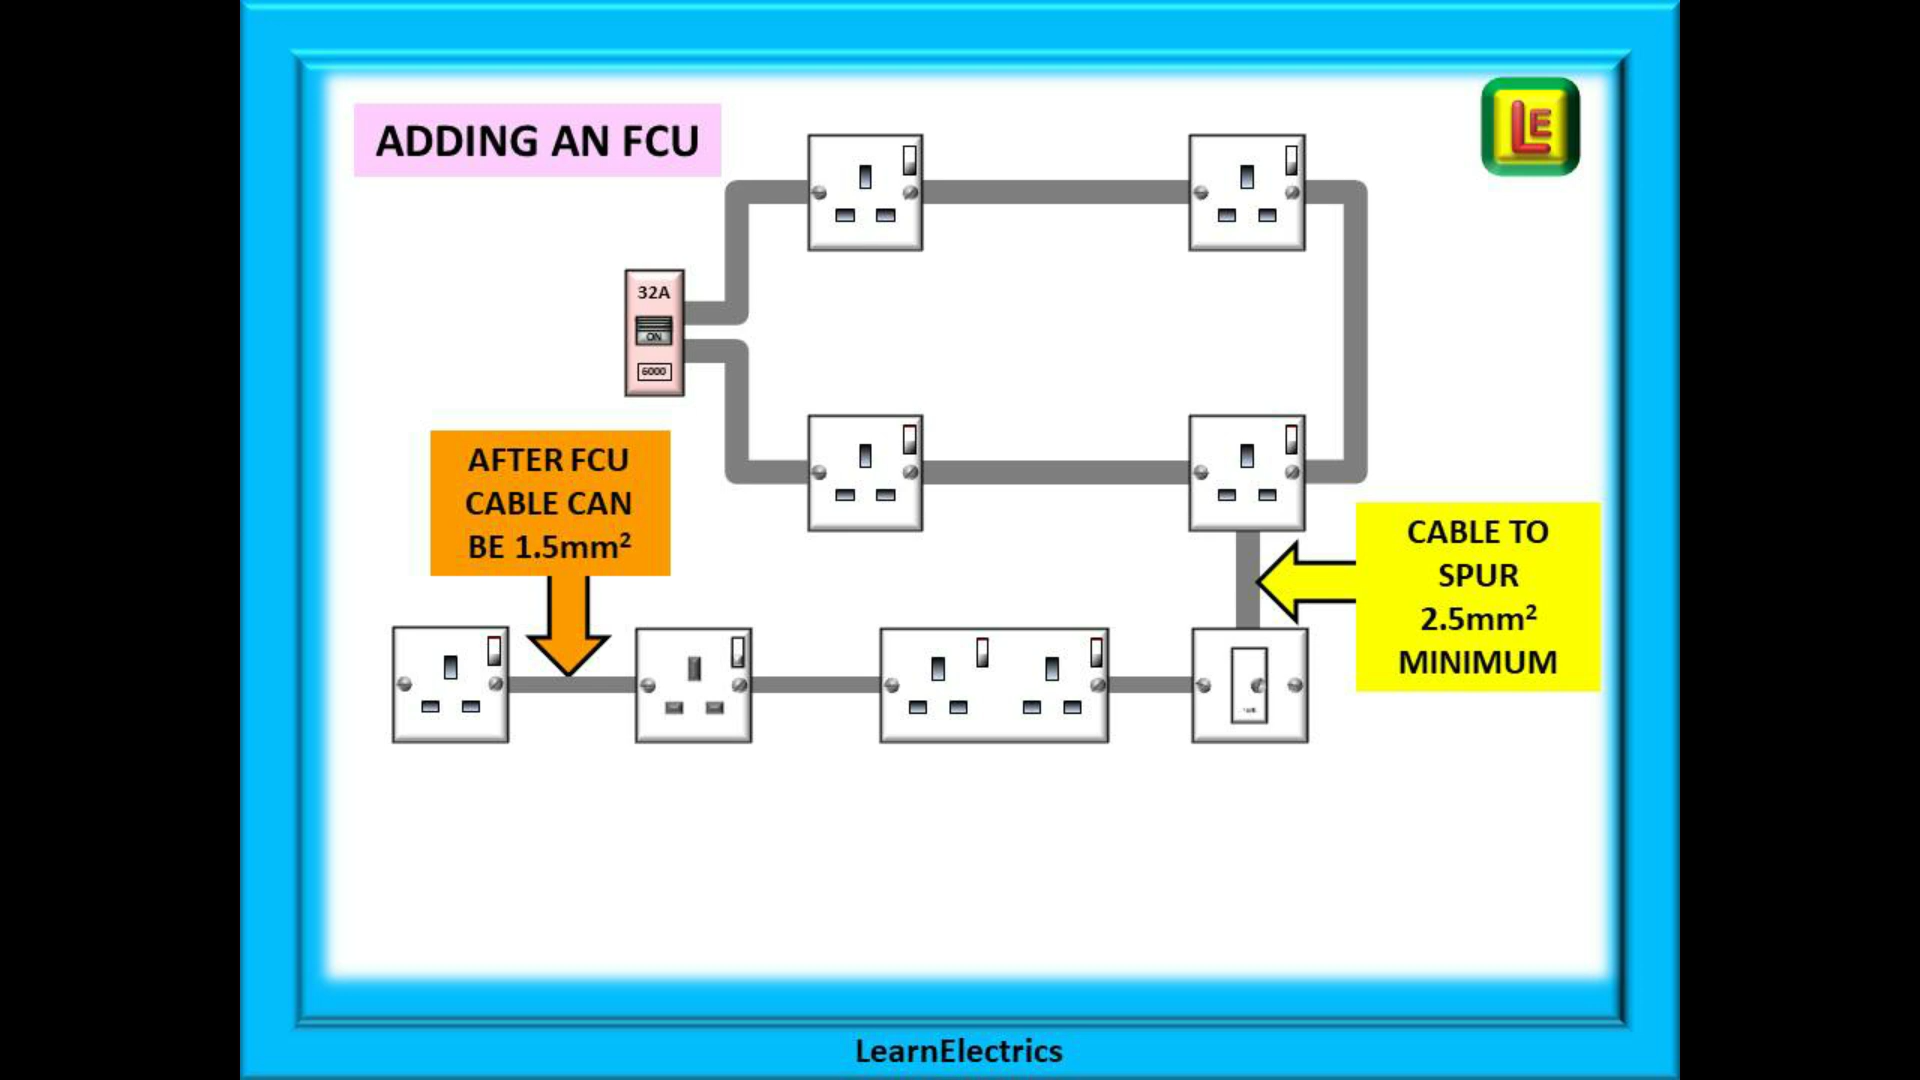 ADDING AN FCU
LE
32A
ON
6000
AFTER FCU
CABLE CAN
BE 1.5mm²
CABLE TO
SPUR
2.5mm²
MINIMUM
LearnElectrics